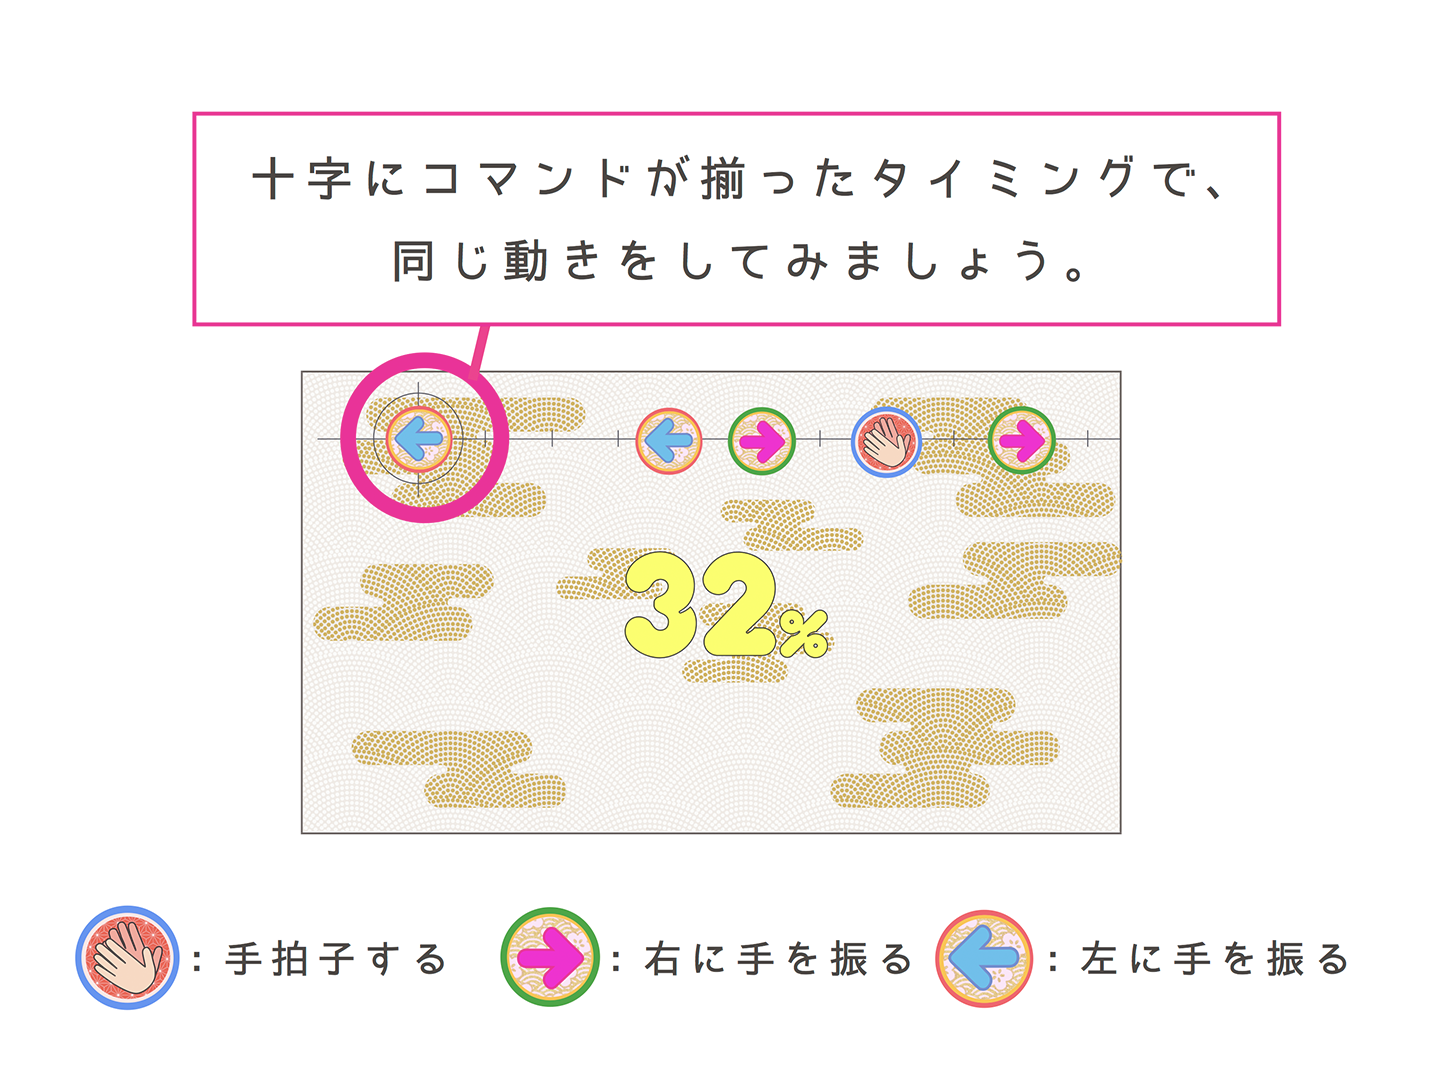 十字にコマンドが揃ったタイミングで、
同じ動きをしてみましょう。
32%
：手拍子する
：右に手を振る
：左に手を振る